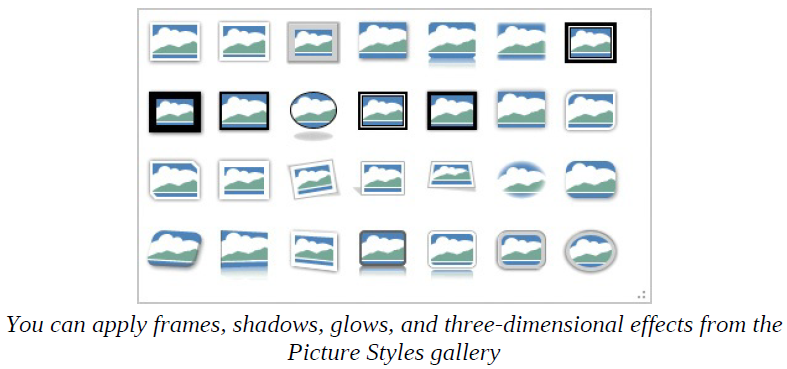 You can apply frames, shadows, glows, and three-dimensional effects from the
Picture Styles gallery